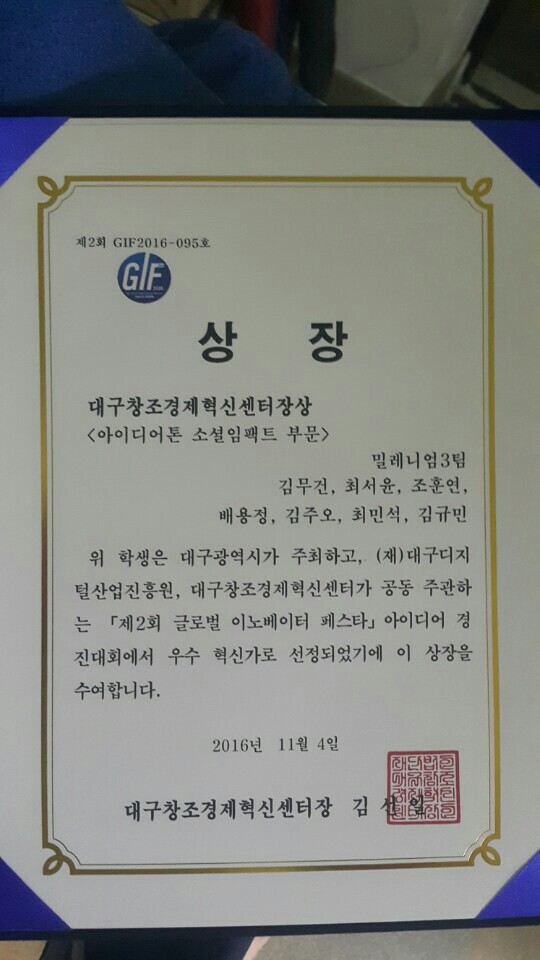 제2회 GIF2016-095호
GIF
상 장
대구창조경제혁신센터장상
<아이디어톤 소셜임팩트 부문>
밀레니엄3팀
김무건, 최서윤, 조훈연,
배용정, 김주오, 최민석, 김규민
위 학생은 대구광역시가 주최하고, (재)대구디지
털산업진흥원, 대구창조경제혁신센터가 공동 주관하
는 「제2회 글로벌 이노베이터 페스타」아이디어 경
진대회에서 우수 혁신가로 선정되었기에 이 상장을
수여합니다.
2016년 11월 4일
대구창조경제혁신센터장 김선일